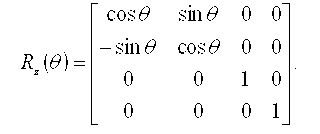 cosθ sinθ 0 0
−sinθ cosθ 0 0
R_z(θ) = 0 0 1 0 .
0 0 0 1